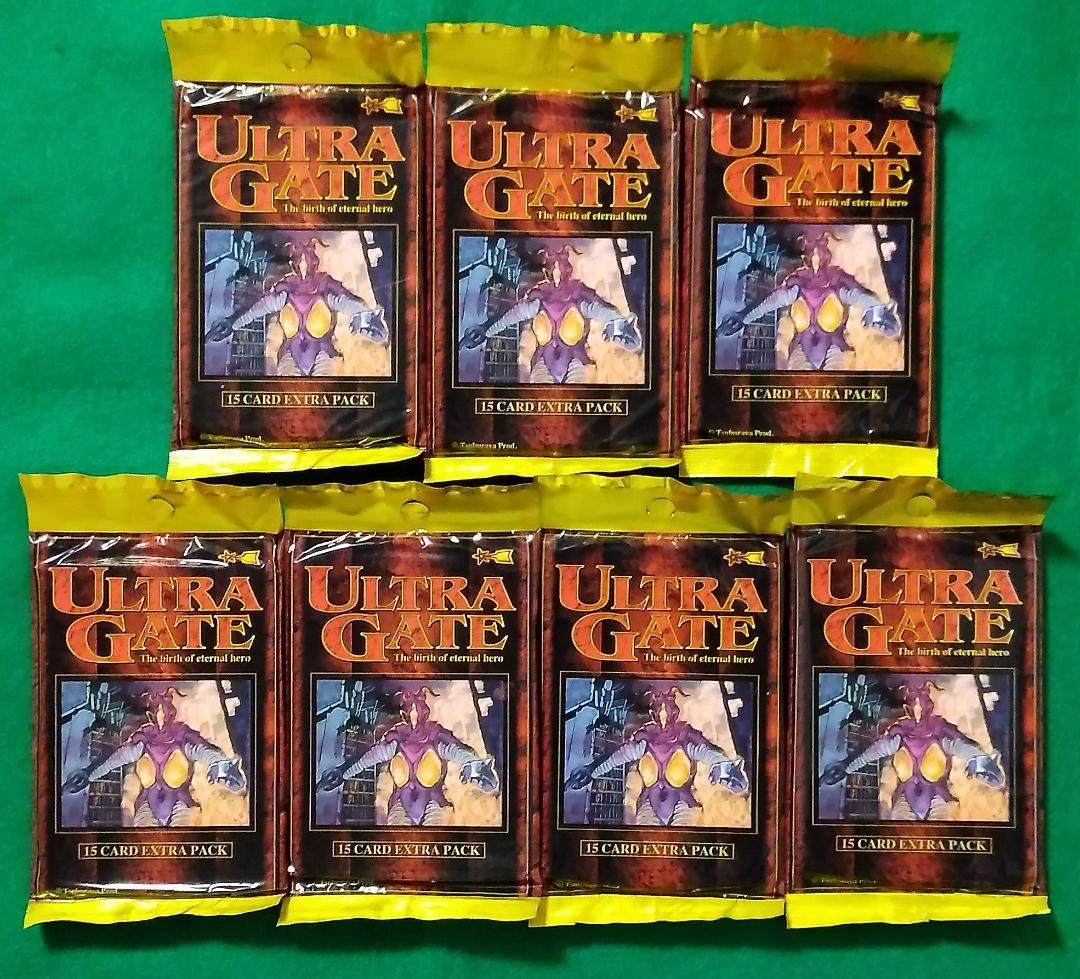 ULTRA
GATE
The birth of eternal hero
15 CARD EXTRA PACK
Prod.
ULTRA
GATE
The birth of eternal hero
15 CARD EXTRA PACK
© Tsuburaya Prod.
ULTRA
GATE
The birth of eternal hero
15 CARD EXTRA PACK
© Tsuburaya Prod.
ULTRA
GATE
The birth of eternal hero
15 CARD EXTRA PACK
ULTRA
GATE
The birth of eternal hero
15 CARD EXTRA PACK
ULTRA
GATE
The birth of eternal hero
15 CARD EXTRA PACK
ULTRA
GATE
The birth of eternal hero
15 CARD EXTRA PACK